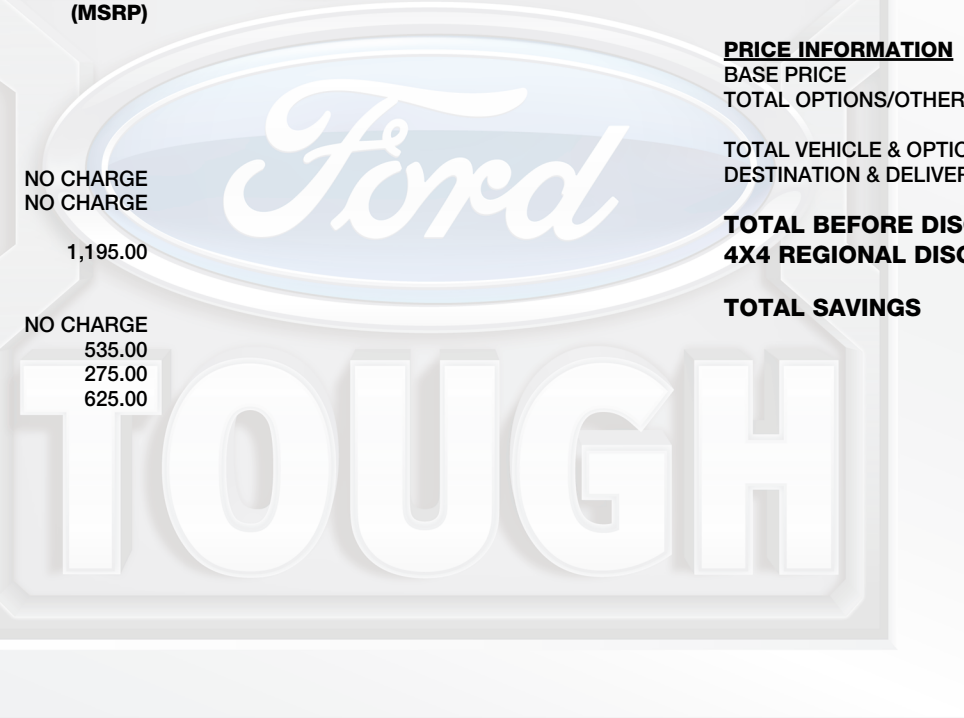 (MSRP)
NO CHARGE
NO CHARGE
1,195.00
NO CHARGE
535.00
275.00
625.00
PRICE INFORMATION
BASE PRICE
TOTAL OPTIONS/OTHER
TOTAL VEHICLE & OPTIO
DESTINATION & DELIVER
TOTAL BEFORE DIS
4X4 REGIONAL DISC
TOTAL SAVINGS
Ford
TOUGH